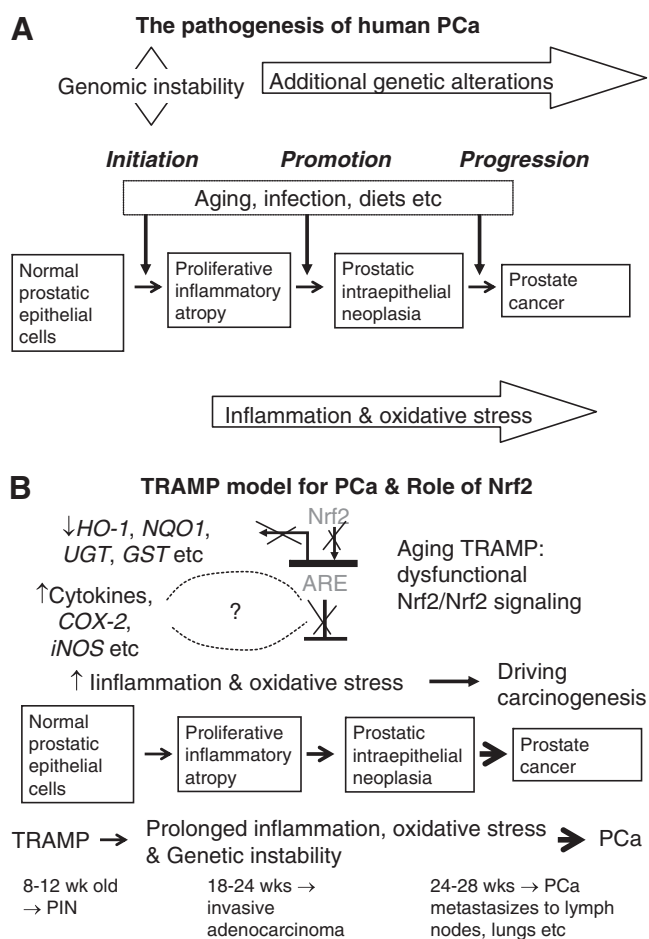 A
The pathogenesis of human PCa
Genomic instability
Additional genetic alterations
Initiation
Promotion
Progression
Aging, infection, diets etc
Normal
prostatic
epithelial
cells
Proliferative
inflammatory
atropy
Prostatic
intraepithelial
neoplasia
Prostate
cancer
Inflammation & oxidative stress
B
TRAMP model for PCa & Role of Nrf2
↓HO-1, NQO1,
UGT, GST etc
Nrf2
ARE
Aging TRAMP:
dysfunctional
Nrf2/Nrf2 signaling
↑Cytokines,
COX-2,
iNOS etc
?
↑ Iinflammation & oxidative stress
Driving
carcinogenesis
Normal
prostatic
epithelial
cells
Proliferative
inflammatory
atropy
Prostatic
intraepithelial
neoplasia
Prostate
cancer
TRAMP
Prolonged inflammation, oxidative stress
& Genetic instability
PCa
8-12 wk old
→ PIN
18-24 wks →
invasive
adenocarcinoma
24-28 wks → PCa
metastasizes to lymph
nodes, lungs etc